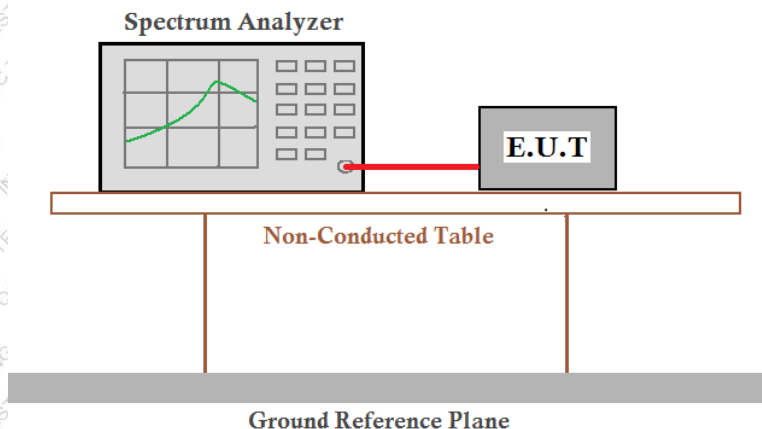 Spectrum Analyzer
E.U.T
Non-Conducted Table
Ground Reference Plane